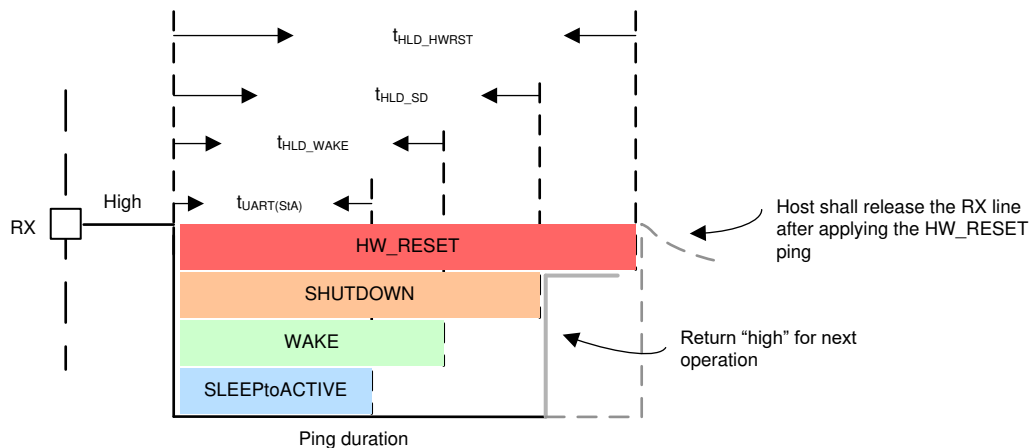 tHLD_HWRST
tHLD_SD
tHLD_WAKE
tUART(StA)
High
RX
HW_RESET
SHUTDOWN
WAKE
SLEEPtoACTIVE
Host shall release the RX line
after applying the HW_RESET
ping
Return “high” for next
operation
Ping duration